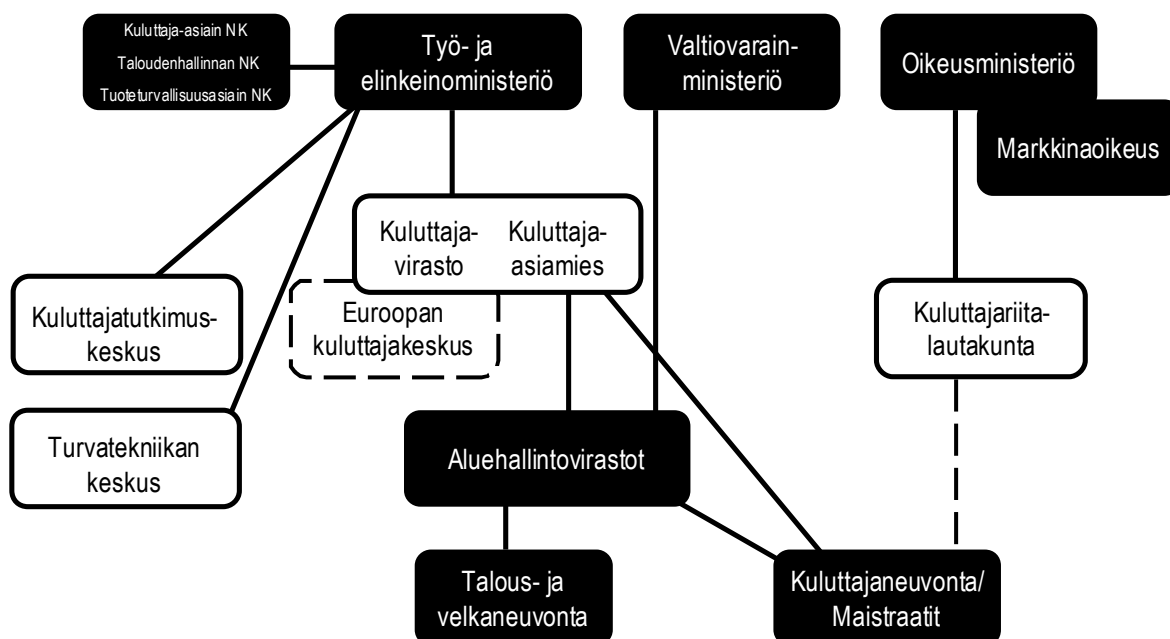 Kuluttaja-asiain NK
Taloudenhallinnan NK
Tuoteturvallisuusasiain NK
Työ- ja
elinkeinoministeriö
Valtiovarain-
ministeriö
Oikeusministeriö
Markkinaoikeus
Kuluttaja-
virasto
Kuluttaja-
asiamies
Kuluttajatutkimus-
keskus
Euroopan
kuluttajakeskus
Kuluttajariita-
lautakunta
Turvatekniikan
keskus
Aluehallintovirastot
Talous- ja
velkaneuvonta
Kuluttajaneuvonta/
Maistraatit